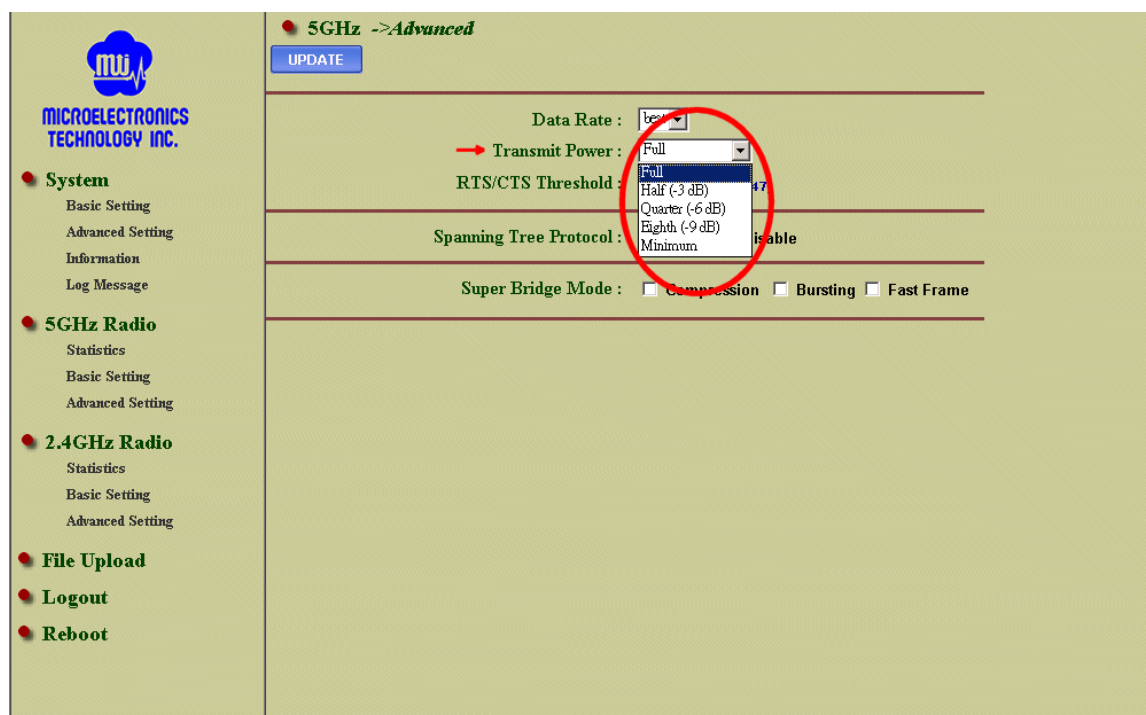 mti
MICROELECTRONICS
TECHNOLOGY INC.
System
Basic Setting
Advanced Setting
Information
Log Message
5GHz Radio
Statistics
Basic Setting
Advanced Setting
2.4GHz Radio
Statistics
Basic Setting
Advanced Setting
File Upload
Logout
Reboot
5GHz ->Advanced
UPDATE
Data Rate : best
Transmit Power : Full
Full
Half (-3 dB)
Quarter (-6 dB)
Eighth (-9 dB)
Minimum
RTS/CTS Threshold :
Spanning Tree Protocol :
Super Bridge Mode : Compression Bursting Fast Frame